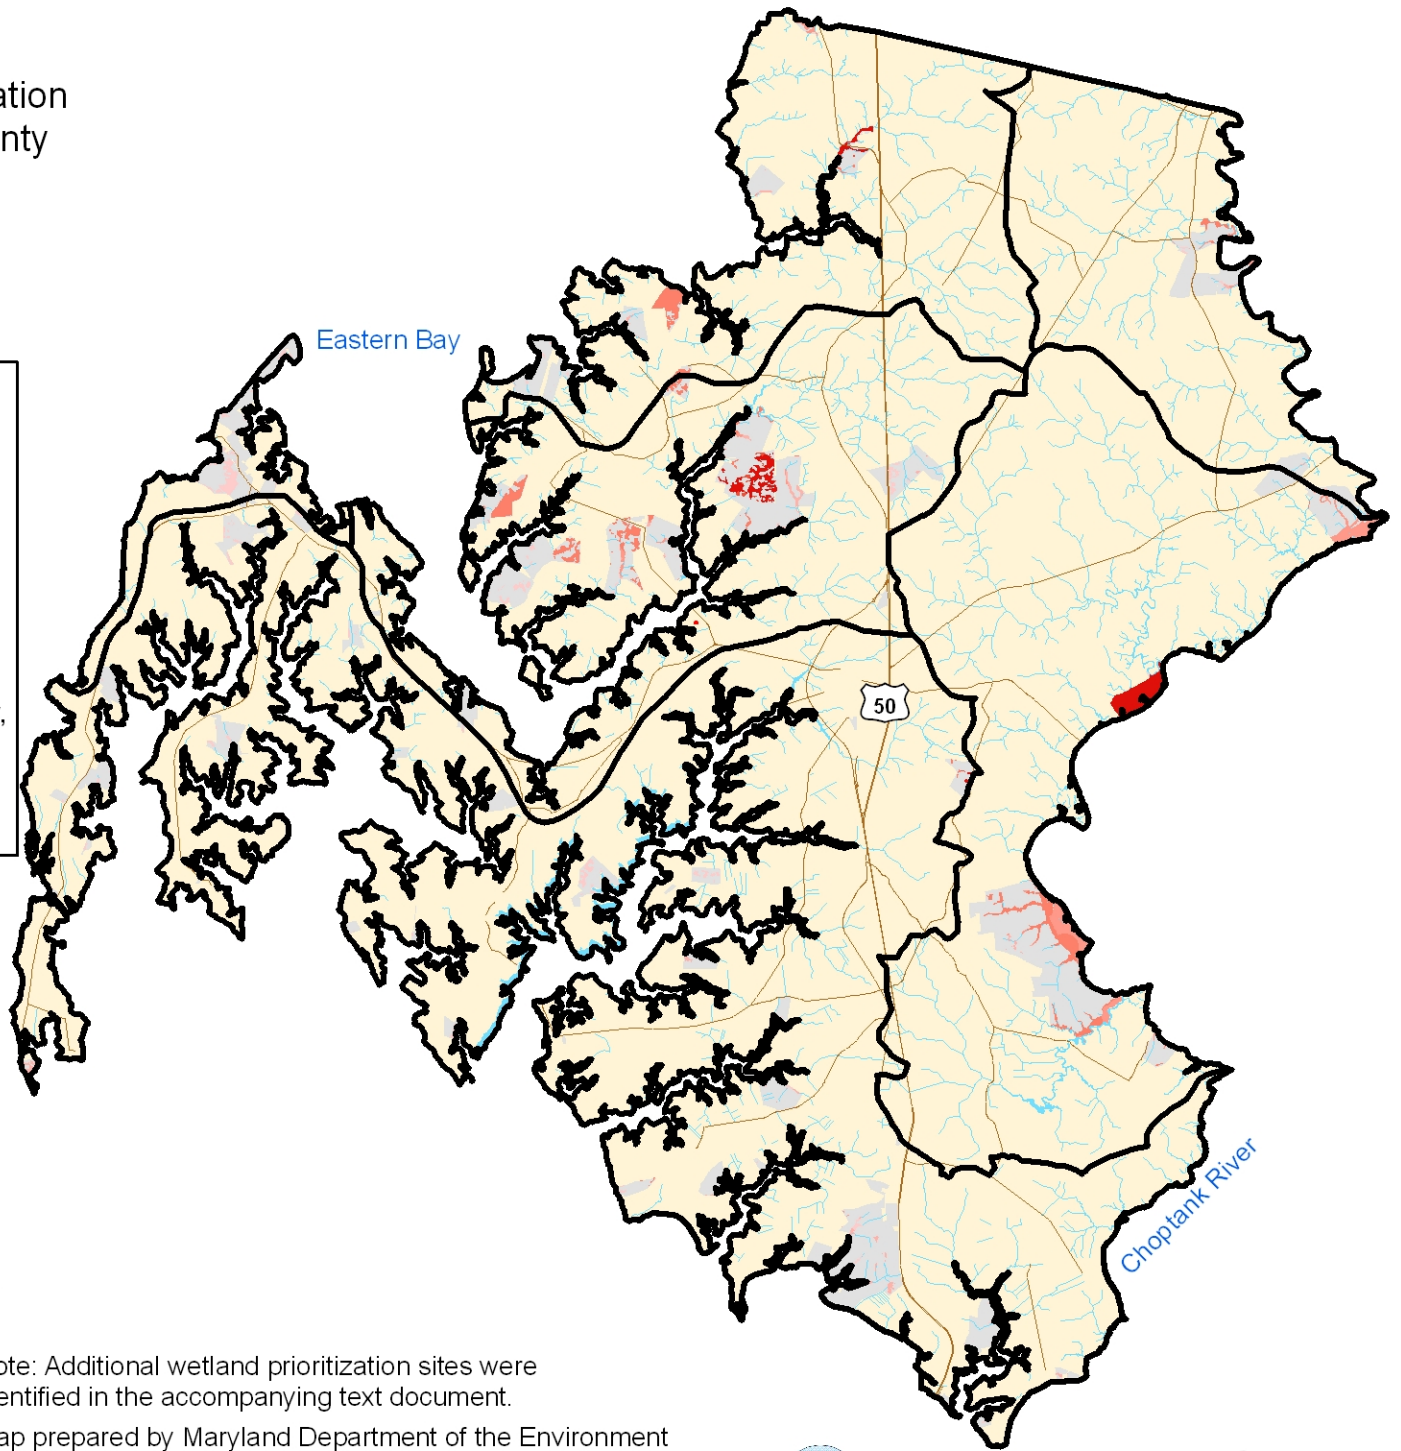 ation
nty
Eastern Bay
,
50
Choptank River
ote: Additional wetland prioritization sites were
entified in the accompanying text document.
ap prepared by Maryland Department of the Environment